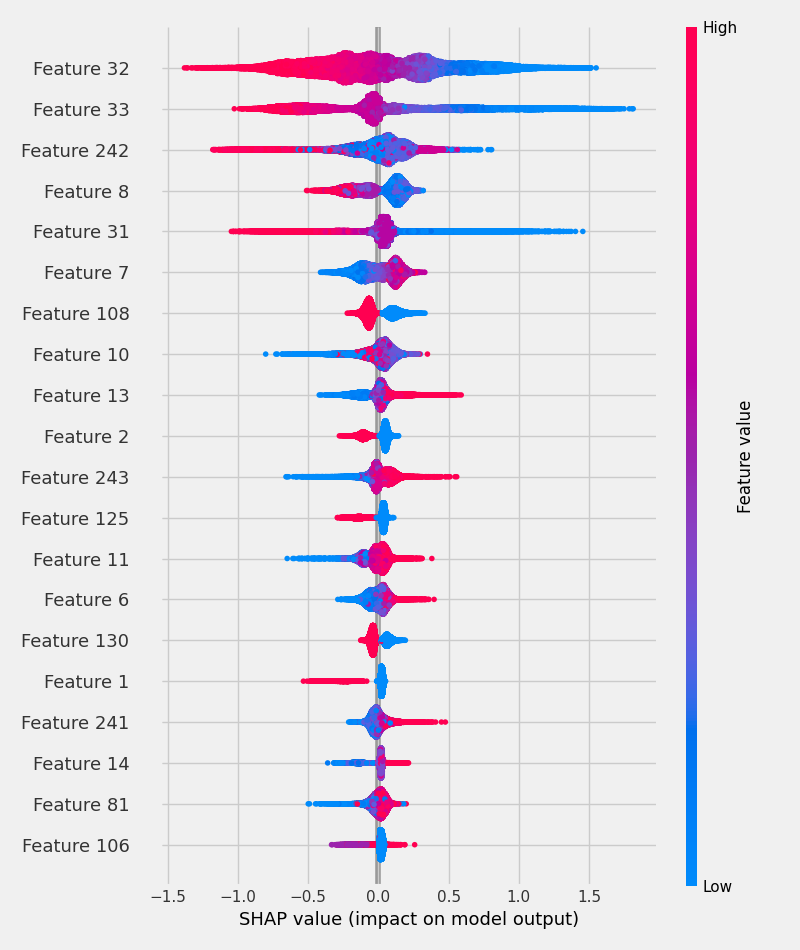 High
Feature 32
Feature 33
Feature 242
Feature 8
Feature 31
Feature 7
Feature 108
Feature 10
Feature 13
Feature 2
Feature 243
Feature 125
Feature 11
Feature 6
Feature 130
Feature 1
Feature 241
Feature 14
Feature 81
Feature 106
Feature value
Low
−1.5 −1.0 −0.5 0.0 0.5 1.0 1.5
SHAP value (impact on model output)